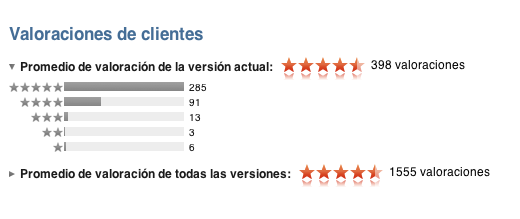 Valoraciones de clientes
Promedio de valoración de la versión actual: 398 valoraciones
285
91
13
3
6
Promedio de valoración de todas las versiones: 1555 valoraciones